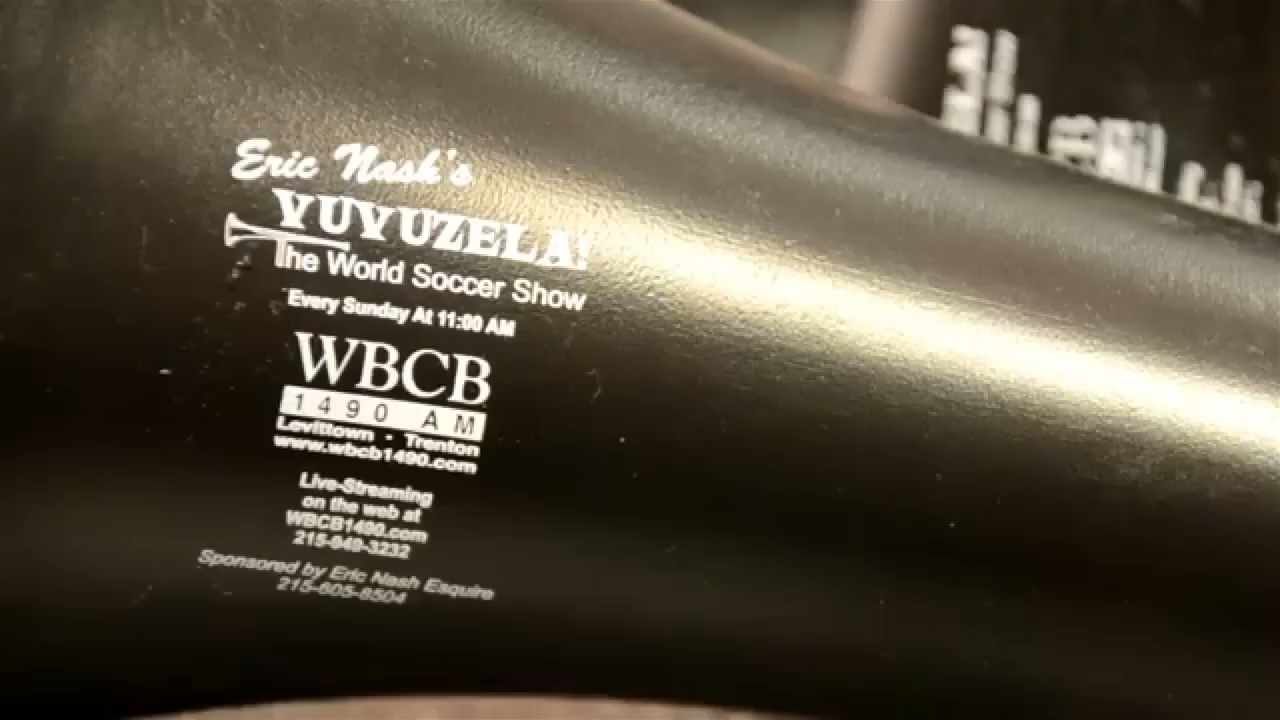 Eric Nash's
VUVUZELA!
The World Soccer Show
Every Sunday At 11:00 AM
WBCB
1490 AM
Levittown • Trenton
www.wbcb1490.com
Live-Streaming
on the web at
WBCB1490.com
215-949-3232
Sponsored by Eric Nash Esquire
215-605-8504